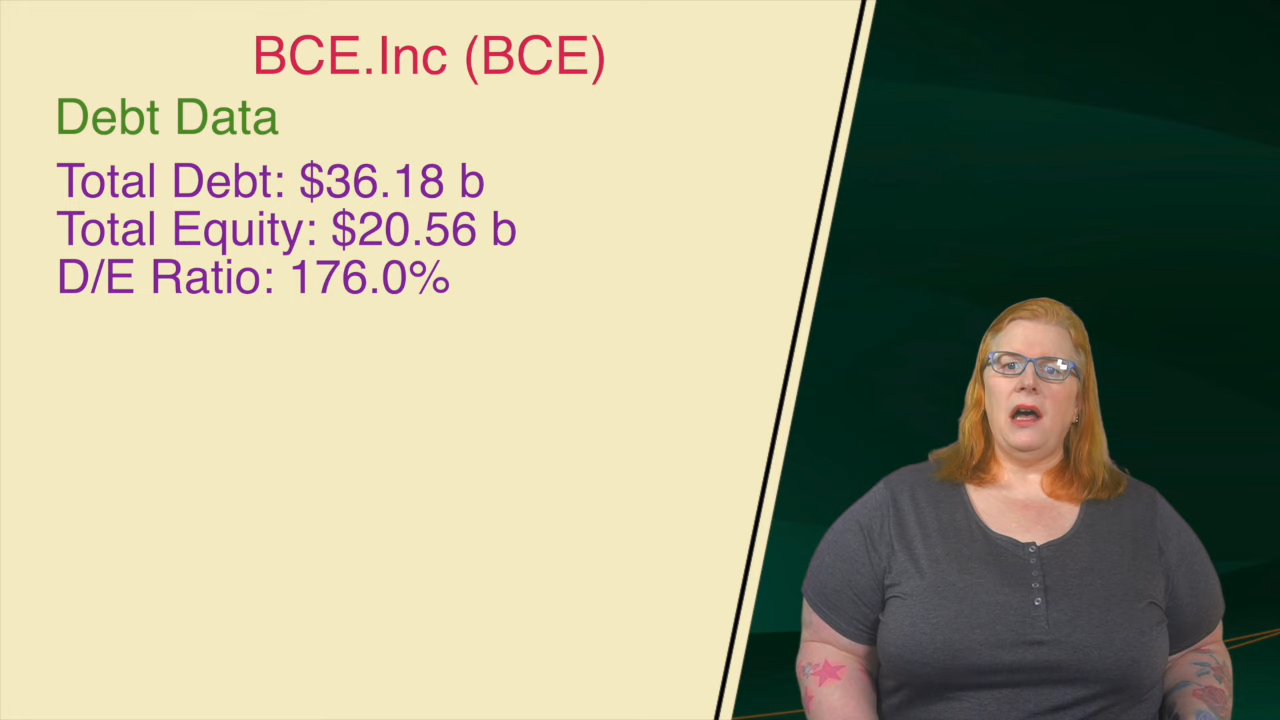 BCE.Inc (BCE)
Debt Data
Total Debt: $36.18 b
Total Equity: $20.56 b
D/E Ratio: 176.0%